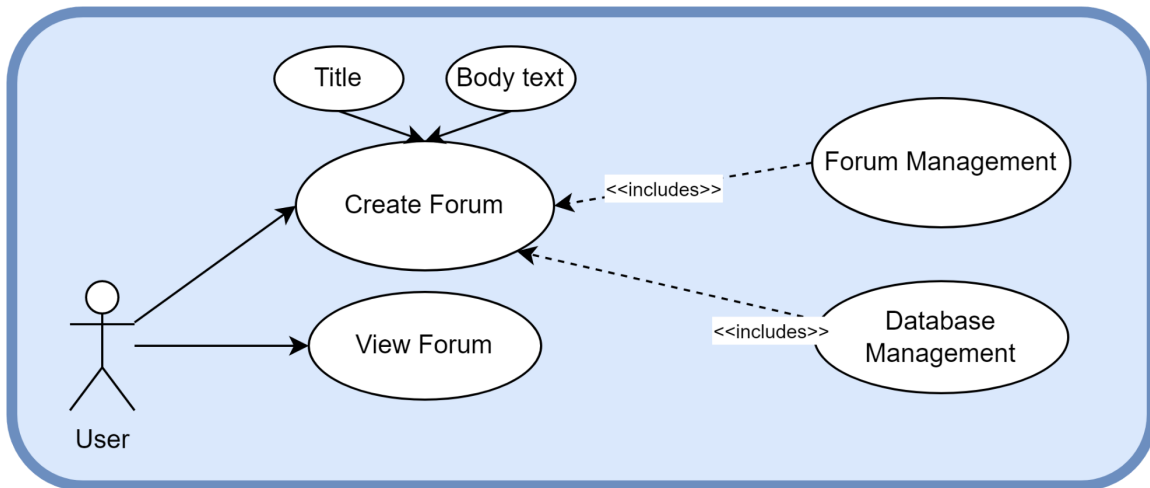 Title
Body text
Forum Management
<<includes>>
Create Forum
Database
Management
<<includes>>
View Forum
User